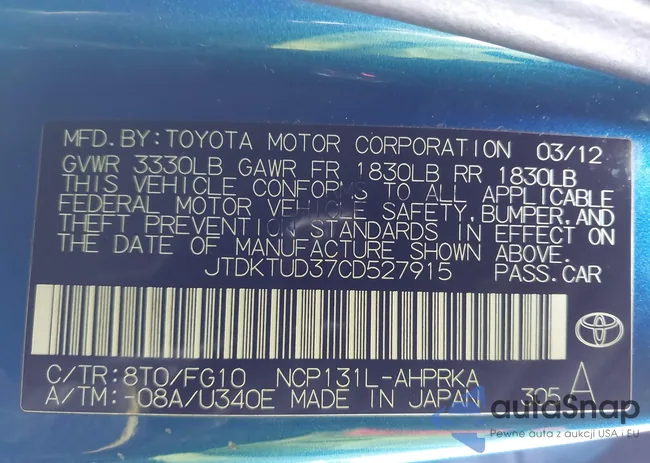 MFD. BY: TOYOTA MOTOR CORPORATION 03/12
GVWR 3330LB GAWR FR 1830LB RR 1830LB
THIS VEHICLE CONFORMS TO ALL APPLICABLE
FEDERAL MOTOR VEHICLE SAFETY, BUMPER, AND
THEFT PREVENTION STANDARDS IN EFFECT ON
THE DATE OF MANUFACTURE SHOWN ABOVE.
JTDKTUD37CD527915 PASS.CAR
TOYOTA
C/TR:8T0/FG10 NCP131L-AHPRKA
A/TM:-08A/U340E MADE IN JAPAN 305 A
autaSnap
Pewne auta z aukcji USA i EU